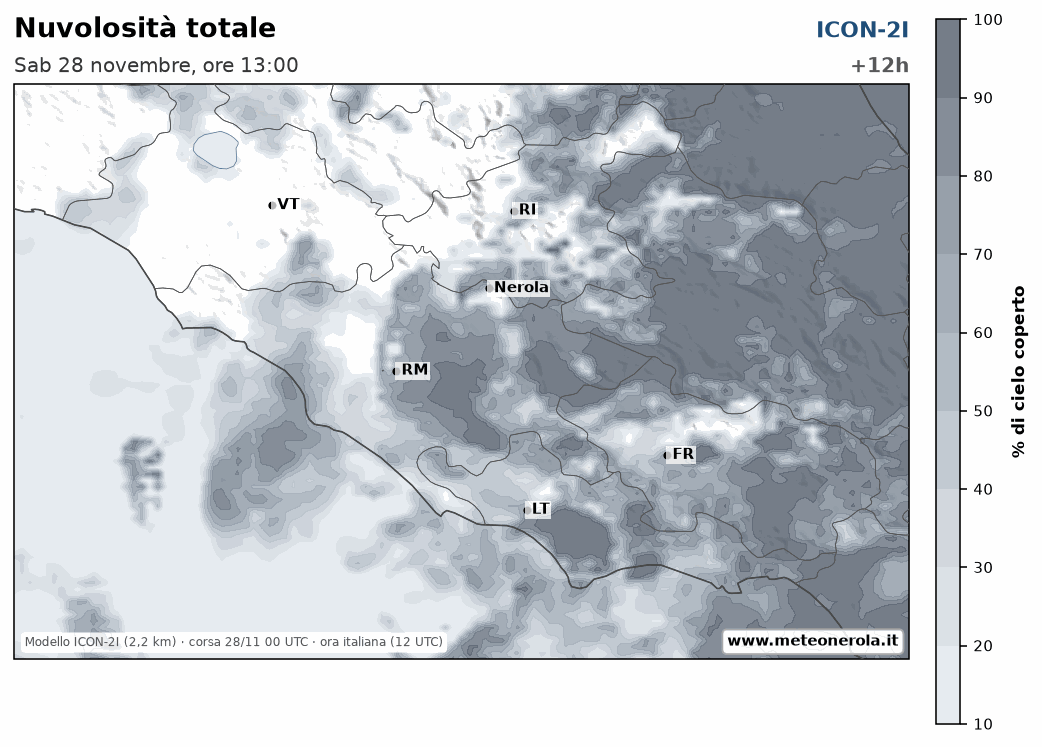 Nuvolosità totale
ICON-2I
Sab 28 novembre, ore 13:00
+12h
100
90
80
70
60
50
40
30
20
10
% di cielo coperto
VT
RI
Nerola
RM
FR
LT
Modello ICON-2I (2,2 km) · corsa 28/11 00 UTC · ora italiana (12 UTC)
www.meteonerola.it